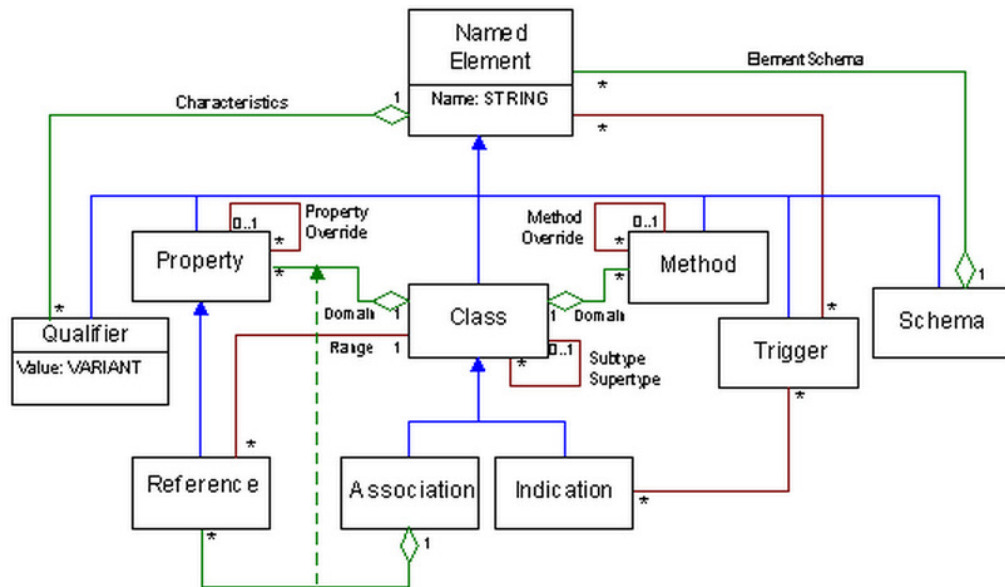 Named
Element
Name: STRING
Element Schema
*
1
Characteristics
*
0..1
Property
Override
*
Method
Override
0..1
*
Property
*
Method
*
1
Domain
1
Class
1
Domain
Schema
*
Qualifier
Value: VARIANT
Range
1
0..1
*
Subtype
Supertype
*
Trigger
*
*
Reference
Association
Indication
*
*
1